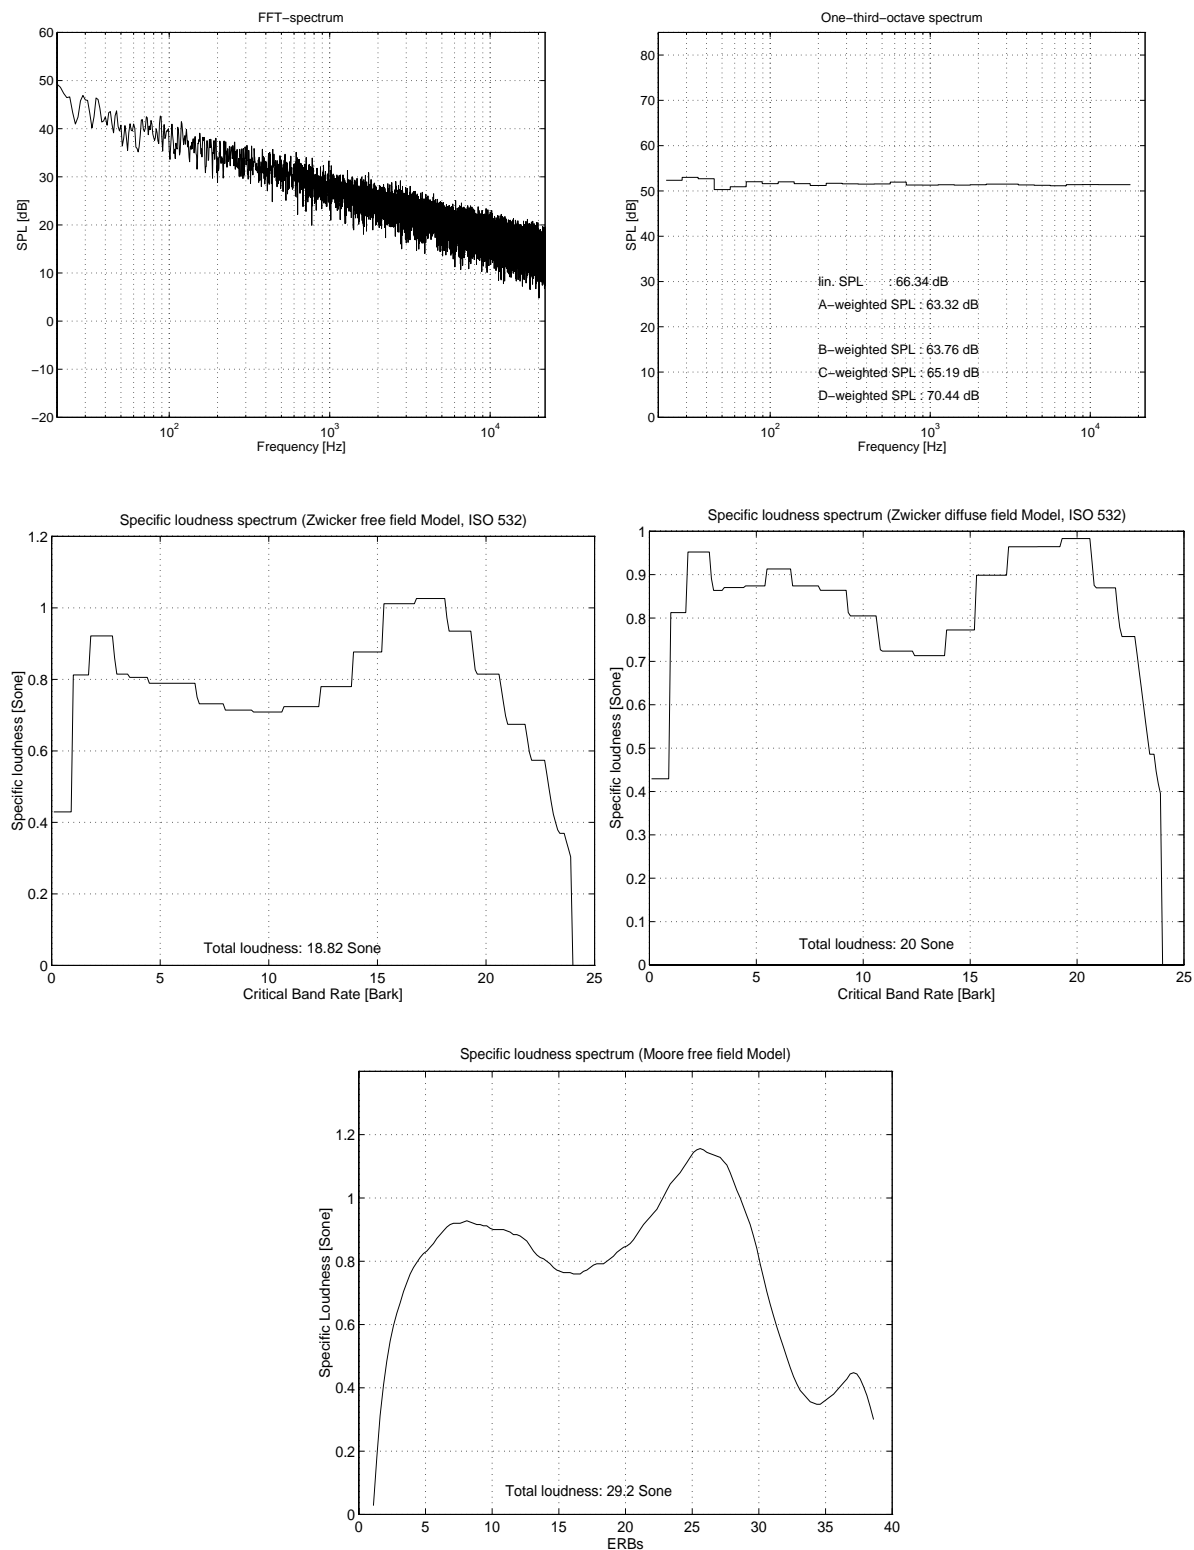 FFT−spectrum
60
50
40
30
20
10
0
−10
−20
SPL [dB]
10^2
10^3
10^4
Frequency [Hz]
One−third−octave spectrum
80
70
60
50
40
30
20
10
0
SPL [dB]
lin. SPL : 66.34 dB
A−weighted SPL : 63.32 dB
B−weighted SPL : 63.76 dB
C−weighted SPL : 65.19 dB
D−weighted SPL : 70.44 dB
10^2
10^3
10^4
Frequency [Hz]
Specific loudness spectrum (Zwicker free field Model, ISO 532)
1.2
1
0.8
0.6
0.4
0.2
0
Specific loudness [Sone]
Total loudness: 18.82 Sone
0 5 10 15 20 25
Critical Band Rate [Bark]
Specific loudness spectrum (Zwicker diffuse field Model, ISO 532)
1
0.9
0.8
0.7
0.6
0.5
0.4
0.3
0.2
0.1
0
Specific loudness [Sone]
Total loudness: 20 Sone
0 5 10 15 20 25
Critical Band Rate [Bark]
Specific loudness spectrum (Moore free field Model)
1.2
1
0.8
0.6
0.4
0.2
0
Specific Loudness [Sone]
Total loudness: 29.2 Sone
0 5 10 15 20 25 30 35 40
ERBs